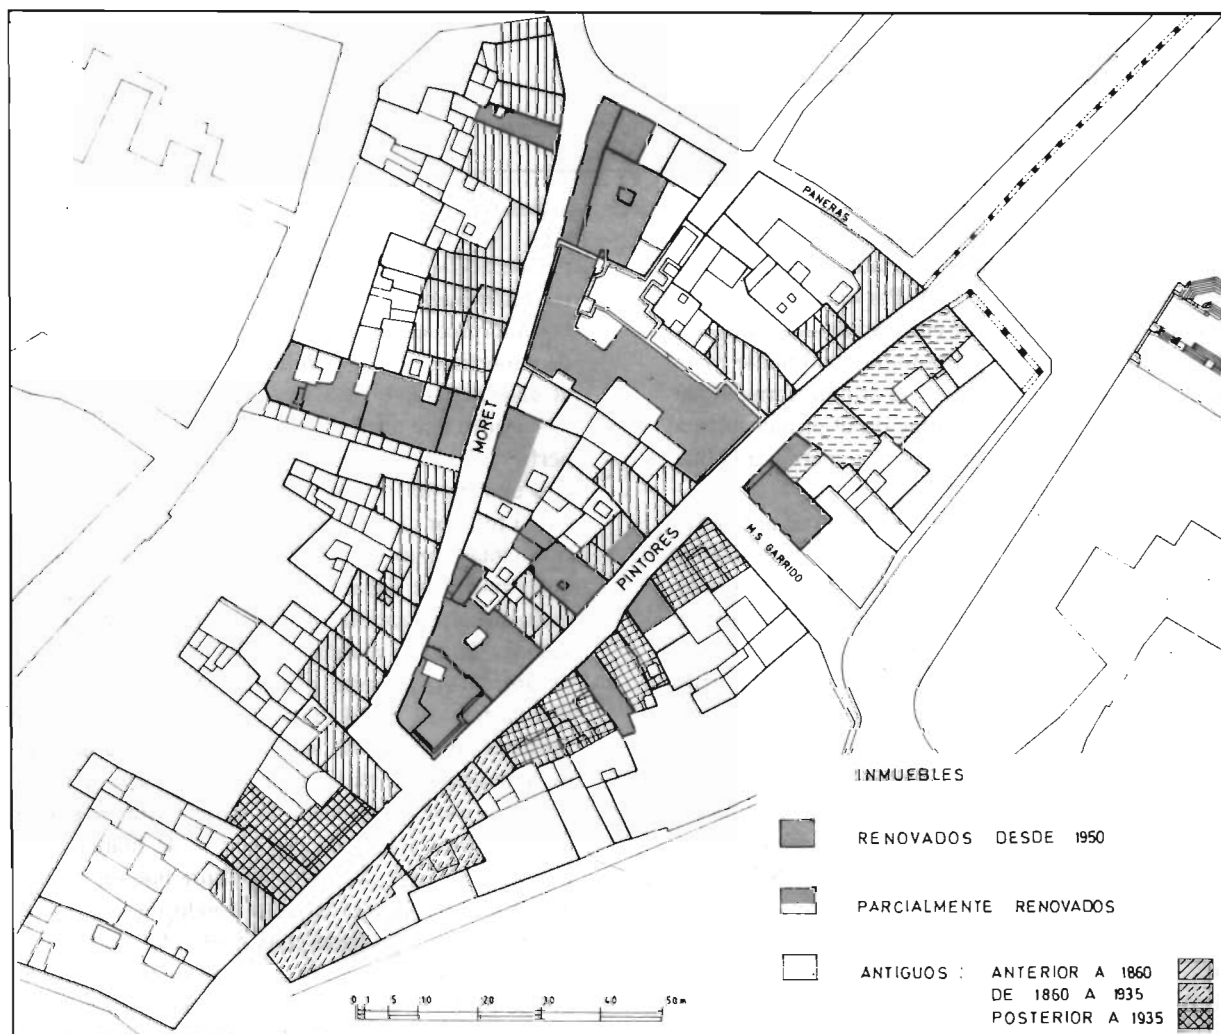 PANERAS
MORET
PINTORES
M.S. GARRIDO
INMUEBLES
RENOVADOS DESDE 1950
PARCIALMENTE RENOVADOS
ANTIGUOS : ANTERIOR A 1860
DE 1860 A 1935
POSTERIOR A 1935
0 1 5 10 20 30 40 50 m